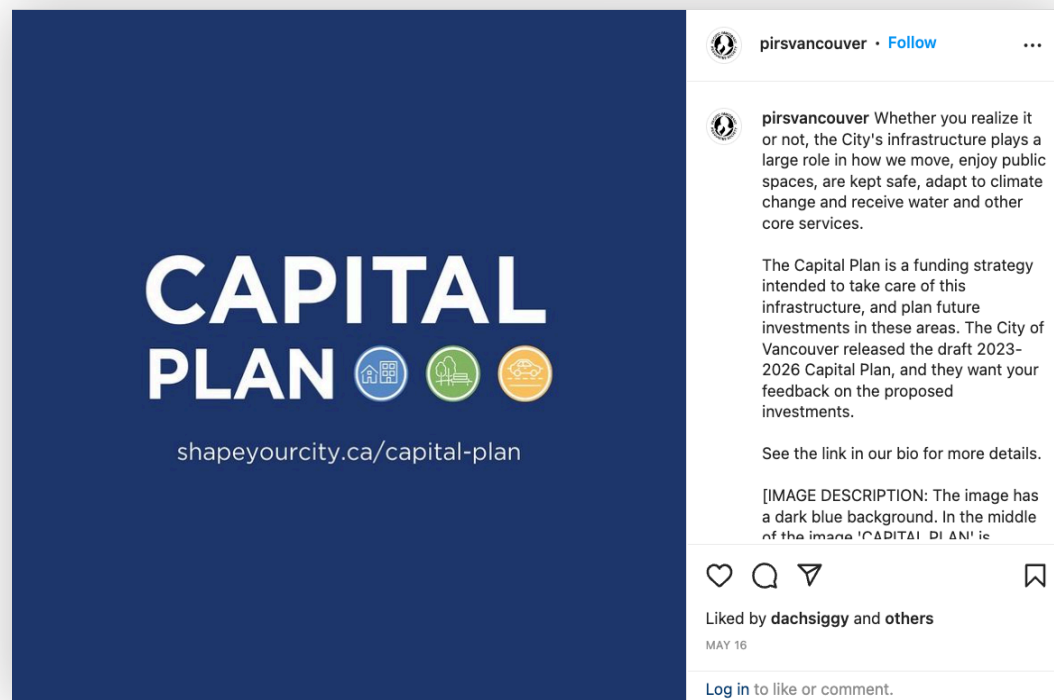 CAPITAL
PLAN
shapeyourcity.ca/capital-plan
pirsvancouver • Follow
pirsvancouver Whether you realize it
or not, the City's infrastructure plays a
large role in how we move, enjoy public
spaces, are kept safe, adapt to climate
change and receive water and other
core services.
The Capital Plan is a funding strategy
intended to take care of this
infrastructure, and plan future
investments in these areas. The City of
Vancouver released the draft 2023-
2026 Capital Plan, and they want your
feedback on the proposed
investments.
See the link in our bio for more details.
[IMAGE DESCRIPTION: The image has
a dark blue background. In the middle
of the image 'CAPITAL PLAN' is
Liked by dachsiggy and others
MAY 16
Log in to like or comment.